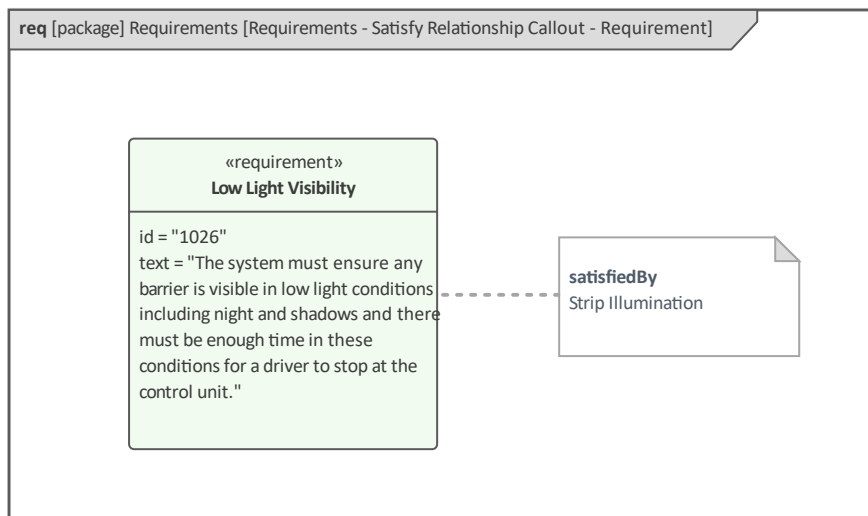 req [package] Requirements [Requirements - Satisfy Relationship Callout - Requirement]
«requirement»
Low Light Visibility
id = "1026"
text = "The system must ensure any
barrier is visible in low light conditions
including night and shadows and there
must be enough time in these
conditions for a driver to stop at the
control unit."
satisfiedBy
Strip Illumination